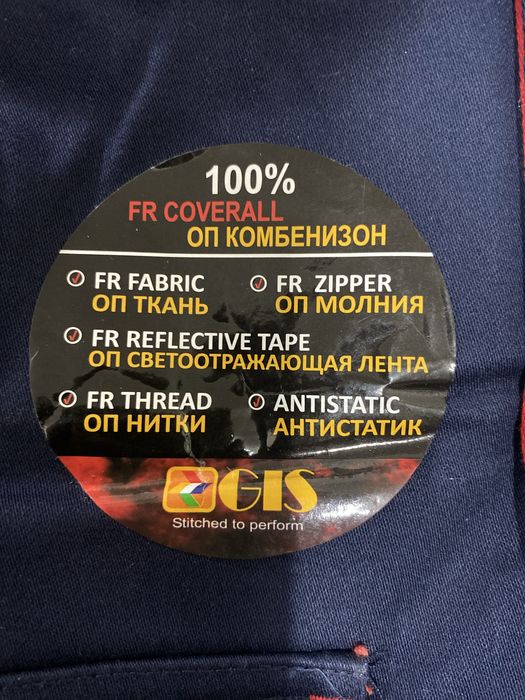 100%
FR COVERALL
ОП КОМБЕНИЗОН
FR FABRIC
ОП ТКАНЬ
FR ZIPPER
ОП МОЛНИЯ
FR REFLECTIVE TAPE
ОП СВЕТООТРАЖАЮЩАЯ ЛЕНТА
FR THREAD
ОП НИТКИ
ANTISTATIC
АНТИСТАТИК
GIS
Stitched to perform